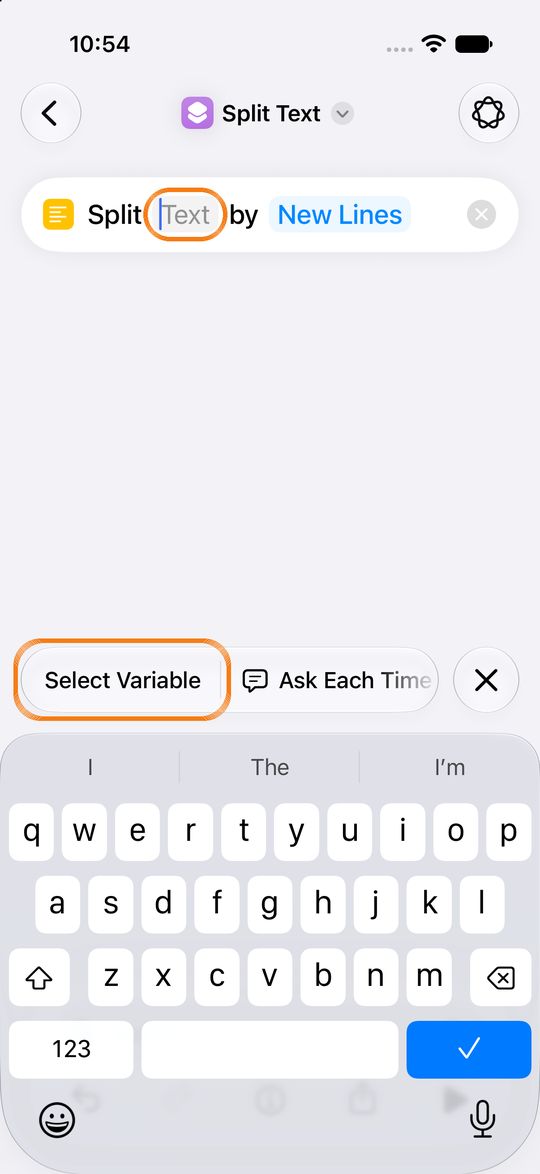 10:54
Split Text
Split Text by New Lines
Select Variable Ask Each Time
I The I'm
q w e r t y u i o p
a s d f g h j k l
z x c v b n m
123